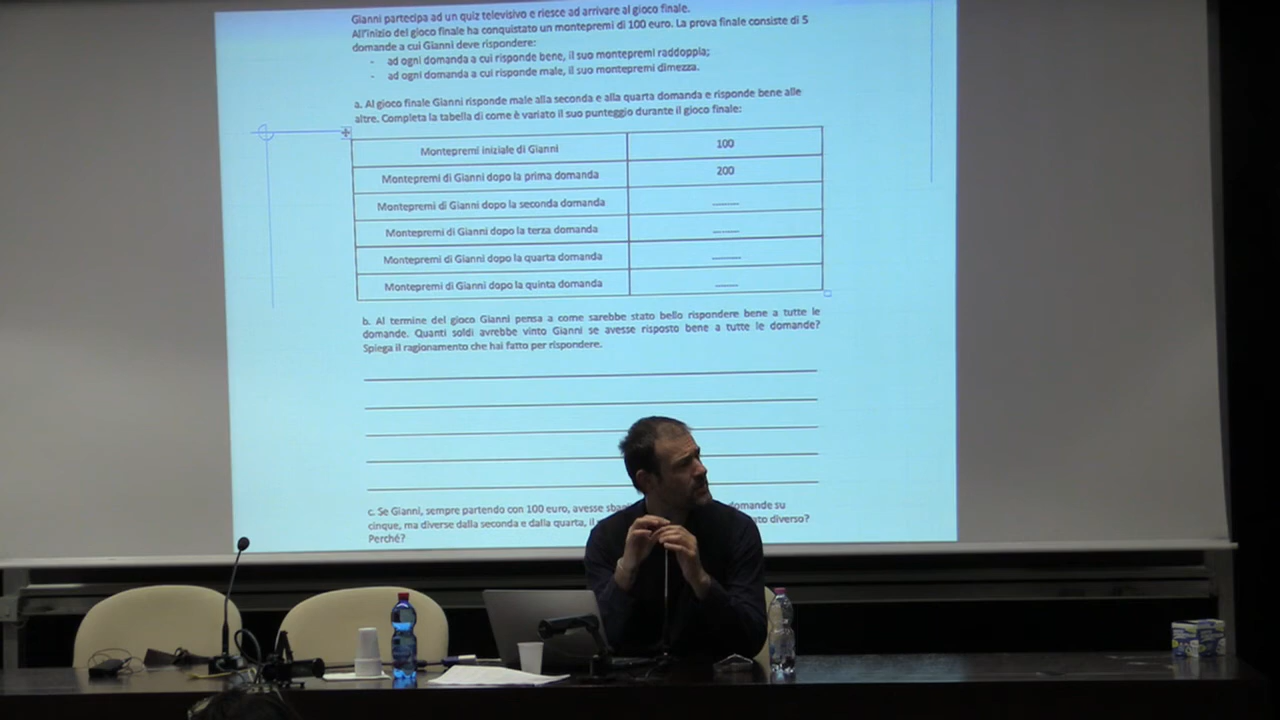 Gianni partecipa ad un quiz televisivo e riesce ad arrivare al gioco finale.
All'inizio del gioco finale ha conquistato un montepremi di 100 euro. La prova finale consiste di 5
domande a cui Gianni deve rispondere:
- ad ogni domanda a cui risponde bene, il suo montepremi raddoppia;
- ad ogni domanda a cui risponde male, il suo montepremi dimezza.
a. Al gioco finale Gianni risponde male alla seconda e alla quarta domanda e risponde bene alle
altre. Completa la tabella di come è variato il suo punteggio durante il gioco finale:
Montepremi iniziale di Gianni 100
Montepremi di Gianni dopo la prima domanda 200
Montepremi di Gianni dopo la seconda domanda
Montepremi di Gianni dopo la terza domanda
Montepremi di Gianni dopo la quarta domanda
Montepremi di Gianni dopo la quinta domanda
b. Al termine del gioco Gianni pensa a come sarebbe stato bello rispondere bene a tutte le
domande. Quanti soldi avrebbe vinto Gianni se avesse risposto bene a tutte le domande?
Spiega il ragionamento che hai fatto per rispondere.
c. Se Gianni, sempre partendo con 100 euro, avesse domande su
cinque, ma diverse dalla seconda e dalla quarta, diverso?
Perché?